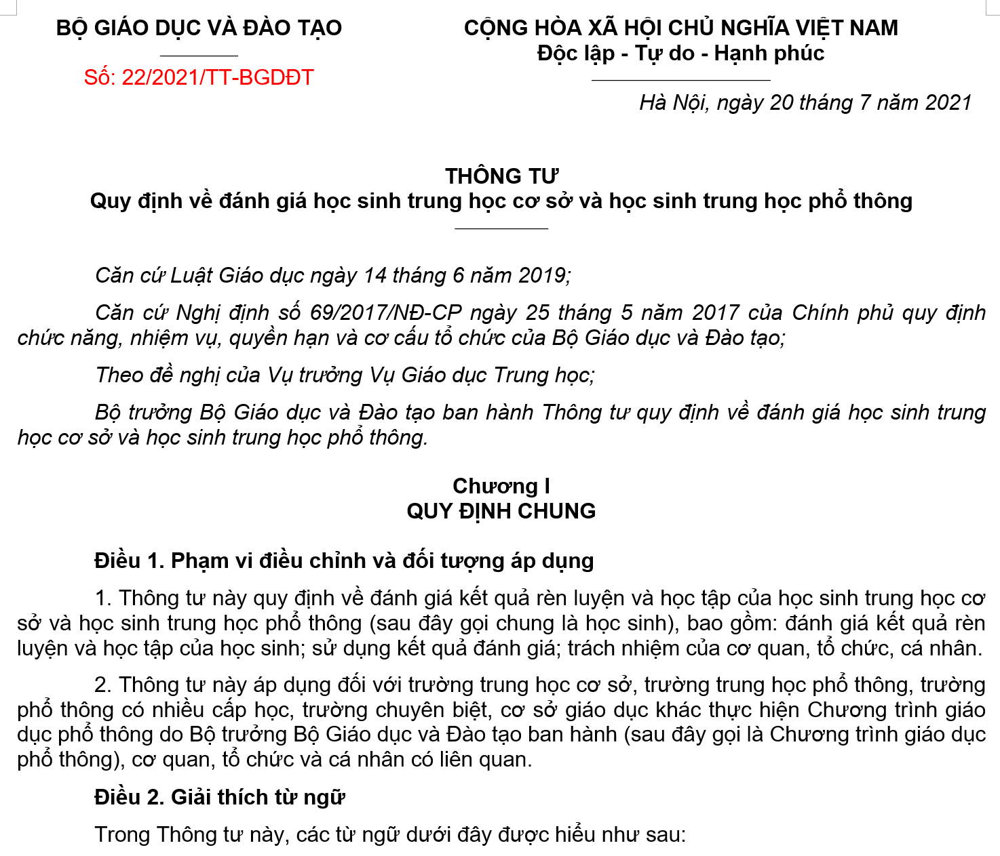 BỘ GIÁO DỤC VÀ ĐÀO TẠO
Số: 22/2021/TT-BGDĐT
CỘNG HÒA XÃ HỘI CHỦ NGHĨA VIỆT NAM
Độc lập - Tự do - Hạnh phúc
Hà Nội, ngày 20 tháng 7 năm 2021
THÔNG TƯ
Quy định về đánh giá học sinh trung học cơ sở và học sinh trung học phổ thông
Căn cứ Luật Giáo dục ngày 14 tháng 6 năm 2019;
Căn cứ Nghị định số 69/2017/NĐ-CP ngày 25 tháng 5 năm 2017 của Chính phủ quy định
chức năng, nhiệm vụ, quyền hạn và cơ cấu tổ chức của Bộ Giáo dục và Đào tạo;
Theo đề nghị của Vụ trưởng Vụ Giáo dục Trung học;
Bộ trưởng Bộ Giáo dục và Đào tạo ban hành Thông tư quy định về đánh giá học sinh trung
học cơ sở và học sinh trung học phổ thông.
Chương I
QUY ĐỊNH CHUNG
Điều 1. Phạm vi điều chỉnh và đối tượng áp dụng
1. Thông tư này quy định về đánh giá kết quả rèn luyện và học tập của học sinh trung học cơ
sở và học sinh trung học phổ thông (sau đây gọi chung là học sinh), bao gồm: đánh giá kết quả rèn
luyện và học tập của học sinh; sử dụng kết quả đánh giá; trách nhiệm của cơ quan, tổ chức, cá nhân.
2. Thông tư này áp dụng đối với trường trung học cơ sở, trường trung học phổ thông, trường
phổ thông có nhiều cấp học, trường chuyên biệt, cơ sở giáo dục khác thực hiện Chương trình giáo
dục phổ thông do Bộ trưởng Bộ Giáo dục và Đào tạo ban hành (sau đây gọi là Chương trình giáo dục
phổ thông), cơ quan, tổ chức và cá nhân có liên quan.
Điều 2. Giải thích từ ngữ
Trong Thông tư này, các từ ngữ dưới đây được hiểu như sau: